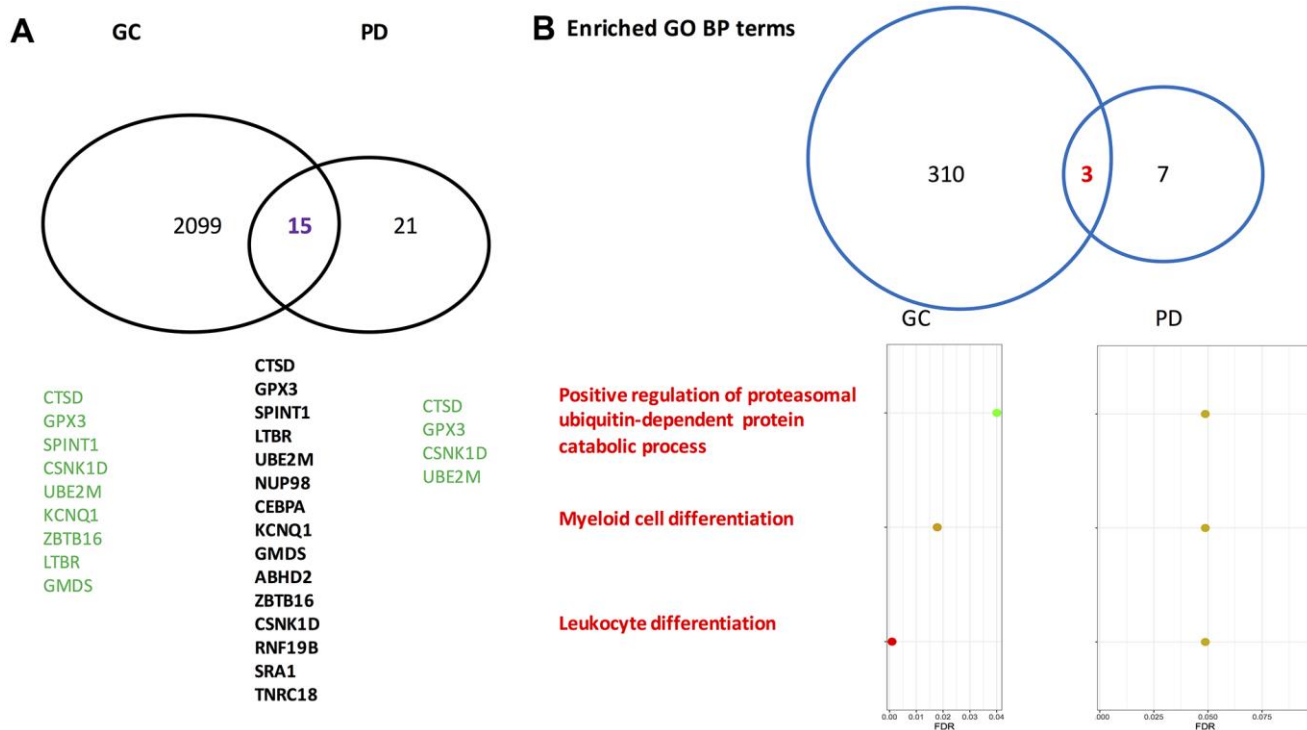 A
GC
PD
2099
15
21
CTSD
GPX3
SPINT1
CSNK1D
UBE2M
KCNQ1
ZBTB16
LTBR
GMDS
CTSD
GPX3
SPINT1
LTBR
UBE2M
NUP98
CEBPA
KCNQ1
GMDS
ABHD2
ZBTB16
CSNK1D
RNF19B
SRA1
TNRC18
CTSD
GPX3
CSNK1D
UBE2M
B Enriched GO BP terms
310
3
7
GC
PD
Positive regulation of proteasomal
ubiquitin-dependent protein
catabolic process
Myeloid cell differentiation
Leukocyte differentiation
0.00 0.01 0.02 0.03 0.04
FDR
.000 0.025 0.050 0.075
FDR